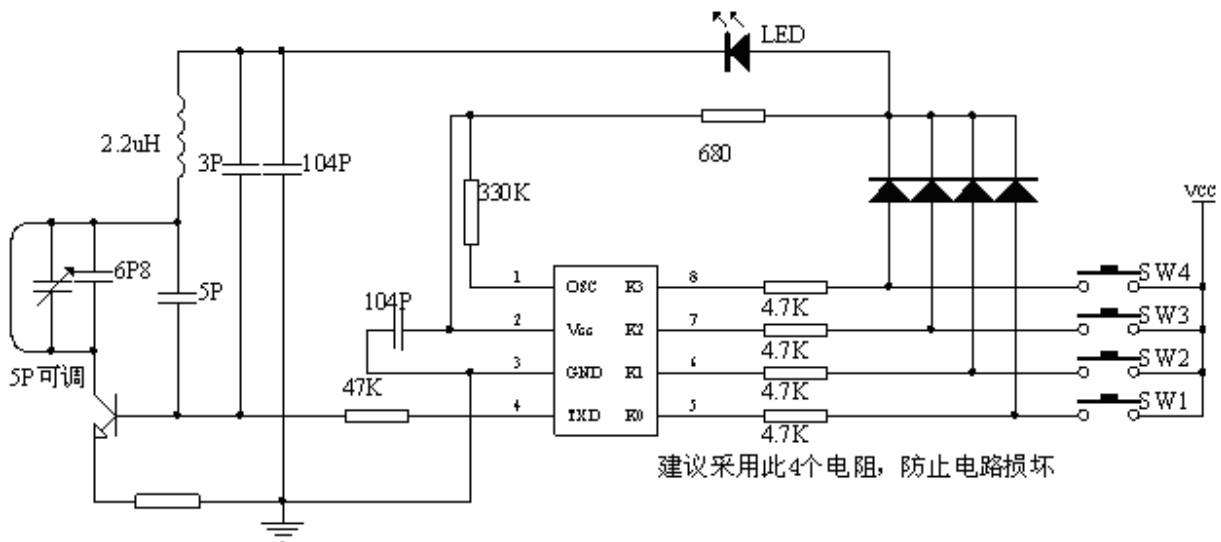 LED
2.2uH
3P
104P
680
330K
VCC
6P8
5P
5P可调
104P
47K
1
2
3
4
OSC
Vcc
GND
TXD
K3
K2
K1
K0
8
7
6
5
4.7K
4.7K
4.7K
4.7K
SW4
SW3
SW2
SW1
建议采用此4个电阻，防止电路损坏